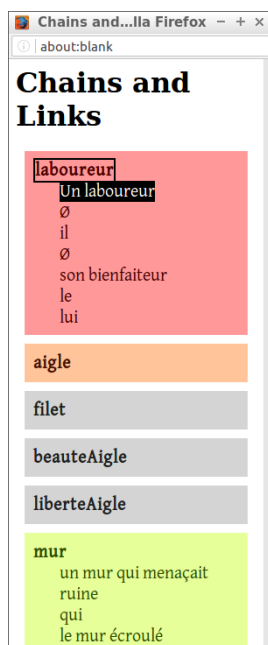 Chains and...lla Firefox − + ×
about:blank
Chains and
Links
laboureur
Un laboureur
Ø
il
Ø
son bienfaiteur
le
lui
aigle
filet
beauteAigle
liberteAigle
mur
un mur qui menaçait
ruine
qui
le mur écroulé